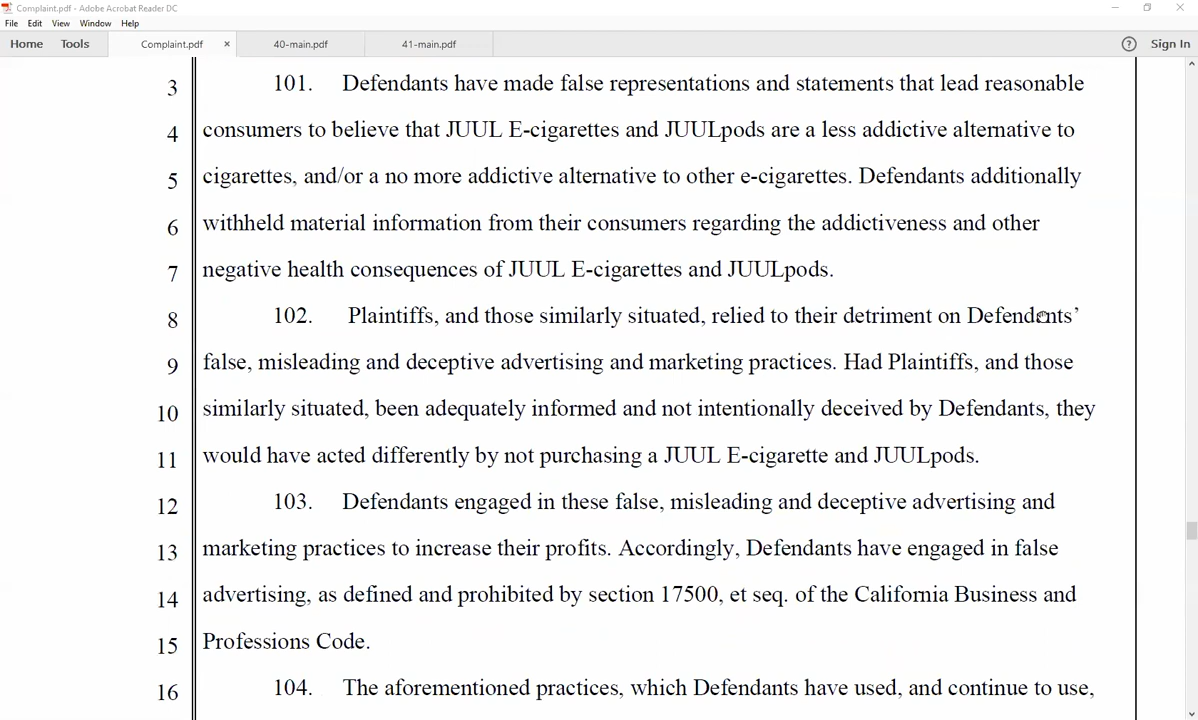 Complaint.pdf - Adobe Acrobat Reader DC
File Edit View Window Help
Home Tools Complaint.pdf × 40-main.pdf 41-main.pdf ? Sign In
3 101. Defendants have made false representations and statements that lead reasonable
4 consumers to believe that JUUL E-cigarettes and JUULpods are a less addictive alternative to
5 cigarettes, and/or a no more addictive alternative to other e-cigarettes. Defendants additionally
6 withheld material information from their consumers regarding the addictiveness and other
7 negative health consequences of JUUL E-cigarettes and JUULpods.
8 102. Plaintiffs, and those similarly situated, relied to their detriment on Defendants’
9 false, misleading and deceptive advertising and marketing practices. Had Plaintiffs, and those
10 similarly situated, been adequately informed and not intentionally deceived by Defendants, they
11 would have acted differently by not purchasing a JUUL E-cigarette and JUULpods.
12 103. Defendants engaged in these false, misleading and deceptive advertising and
13 marketing practices to increase their profits. Accordingly, Defendants have engaged in false
14 advertising, as defined and prohibited by section 17500, et seq. of the California Business and
15 Professions Code.
16 104. The aforementioned practices, which Defendants have used, and continue to use,